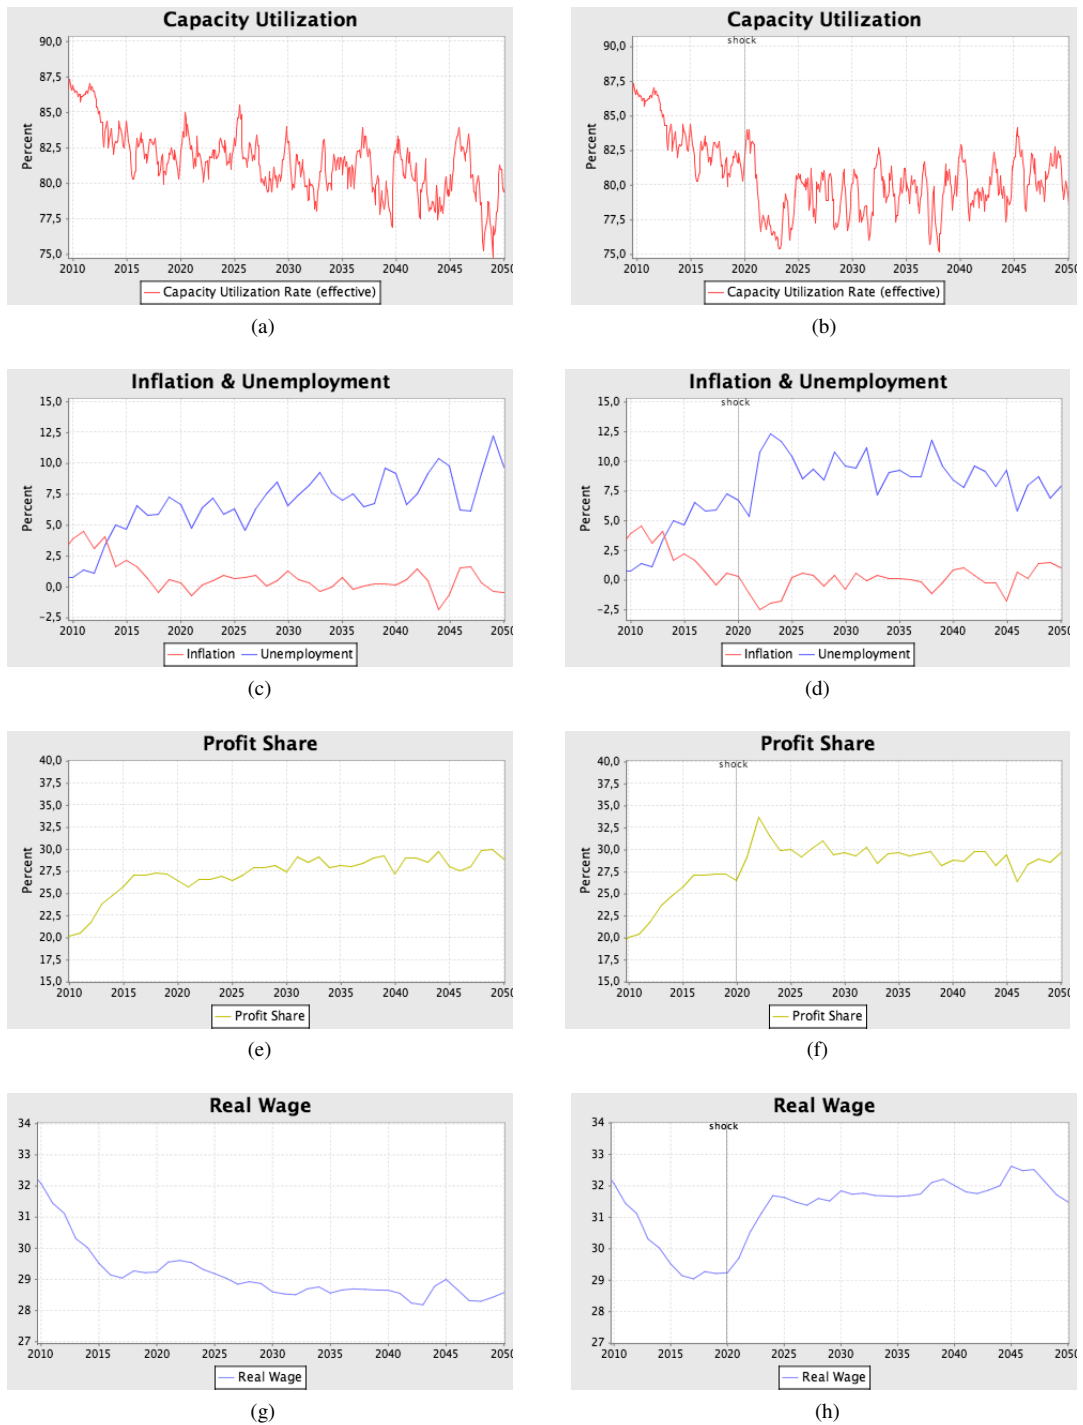 Capacity Utilization
90,0
87,5
85,0
82,5
80,0
77,5
75,0
Percent
2010 2015 2020 2025 2030 2035 2040 2045 2050
Capacity Utilization Rate (effective)
(a)
Capacity Utilization
shock
90,0
87,5
85,0
82,5
80,0
77,5
75,0
Percent
2010 2015 2020 2025 2030 2035 2040 2045 2050
Capacity Utilization Rate (effective)
(b)
Inflation & Unemployment
15,0
12,5
10,0
7,5
5,0
2,5
0,0
−2,5
Percent
2010 2015 2020 2025 2030 2035 2040 2045 2050
Inflation Unemployment
(c)
Inflation & Unemployment
shock
15,0
12,5
10,0
7,5
5,0
2,5
0,0
−2,5
Percent
2010 2015 2020 2025 2030 2035 2040 2045 2050
Inflation Unemployment
(d)
Profit Share
40,0
37,5
35,0
32,5
30,0
27,5
25,0
22,5
20,0
17,5
15,0
Percent
2010 2015 2020 2025 2030 2035 2040 2045 2050
Profit Share
(e)
Profit Share
shock
40,0
37,5
35,0
32,5
30,0
27,5
25,0
22,5
20,0
17,5
15,0
Percent
2010 2015 2020 2025 2030 2035 2040 2045 2050
Profit Share
(f)
Real Wage
34
33
32
31
30
29
28
27
2010 2015 2020 2025 2030 2035 2040 2045 2050
Real Wage
(g)
Real Wage
shock
34
33
32
31
30
29
28
27
2010 2015 2020 2025 2030 2035 2040 2045 2050
Real Wage
(h)